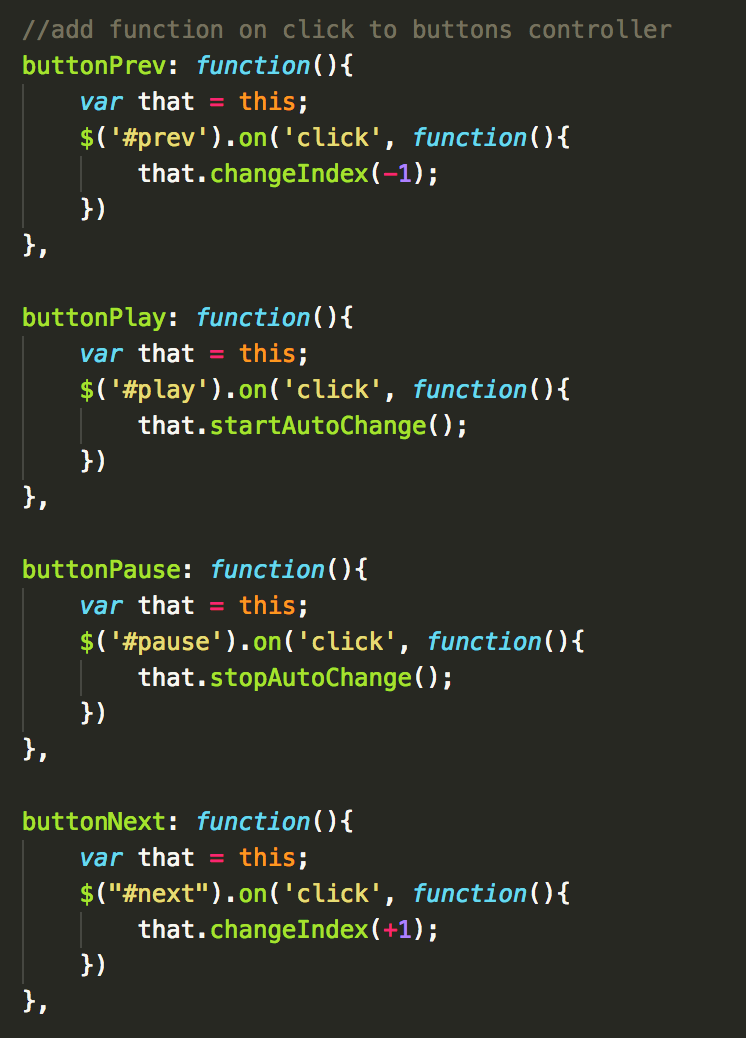 //add function on click to buttons controller
buttonPrev: function(){
    var that = this;
    $('#prev').on('click', function(){
        that.changeIndex(-1);
    })
},

buttonPlay: function(){
    var that = this;
    $('#play').on('click', function(){
        that.startAutoChange();
    })
},

buttonPause: function(){
    var that = this;
    $('#pause').on('click', function(){
        that.stopAutoChange();
    })
},

buttonNext: function(){
    var that = this;
    $("#next").on('click', function(){
        that.changeIndex(+1);
    })
},